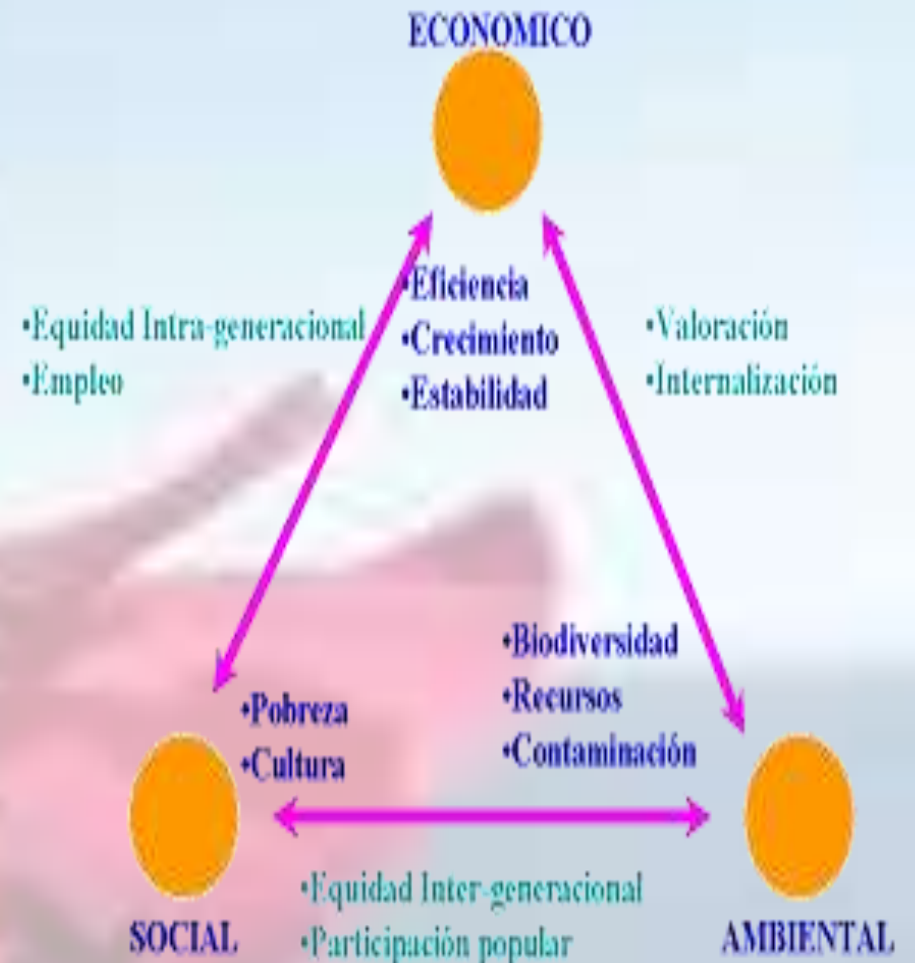 ECONOMICO
•Eficiencia
•Crecimiento
•Estabilidad
•Equidad Intra-generacional
•Empleo
•Valoración
•Internalización
•Biodiversidad
•Recursos
•Contaminación
•Pobreza
•Cultura
•Equidad Inter-generacional
•Participación popular
SOCIAL
AMBIENTAL